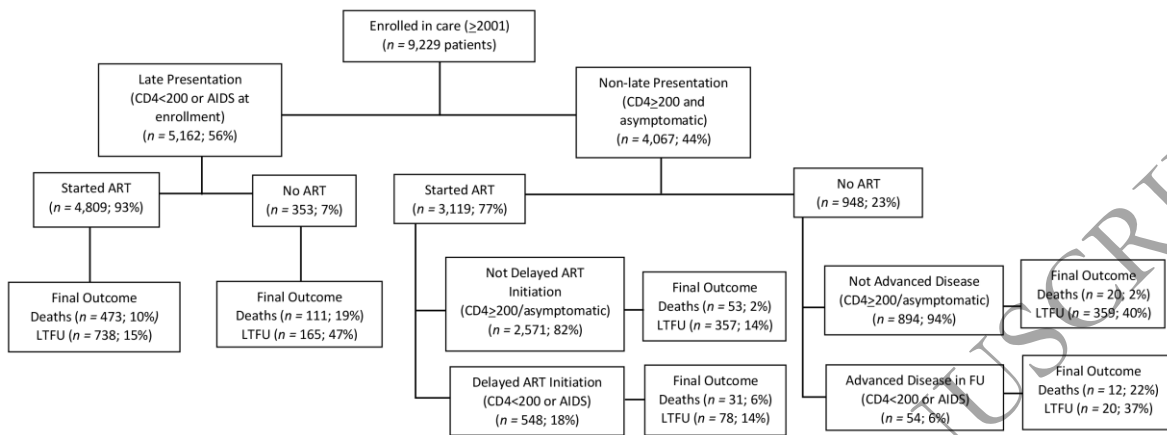 Enrolled in care (≥2001)
(n = 9,229 patients)
Late Presentation
(CD4<200 or AIDS at
enrollment)
n = 5,162; 56%)
Non-late Presentation
(CD4≥200 and
asymptomatic)
(n = 4,067; 44%)
Started ART
(n = 4,809; 93%)
No ART
(n = 353; 7%)
Started ART
(n = 3,119; 77%)
No ART
(n = 948; 23%)
Final Outcome
Deaths (n = 473; 10%)
LTFU (n = 738; 15%)
Final Outcome
Deaths (n = 111; 19%)
LTFU (n = 165; 47%)
Not Delayed ART
Initiation
(CD4≥200/asymptomatic)
n = 2,571; 82%)
Final Outcome
Deaths (n = 53; 2%)
LTFU (n = 357; 14%)
Not Advanced Disease
(CD4≥200/asymptomatic)
n = 894; 94%)
Final Outcome
Deaths (n = 20; 2%)
LTFU (n = 359; 40%)
Delayed ART Initiation
(CD4<200 or AIDS)
(n = 548; 18%)
Final Outcome
Deaths (n = 31; 6%)
LTFU (n = 78; 14%)
Advanced Disease in FU
(CD4<200 or AIDS)
n = 54; 6%)
Final Outcome
Deaths (n = 12; 22%)
LTFU (n = 20; 37%)
USCRI